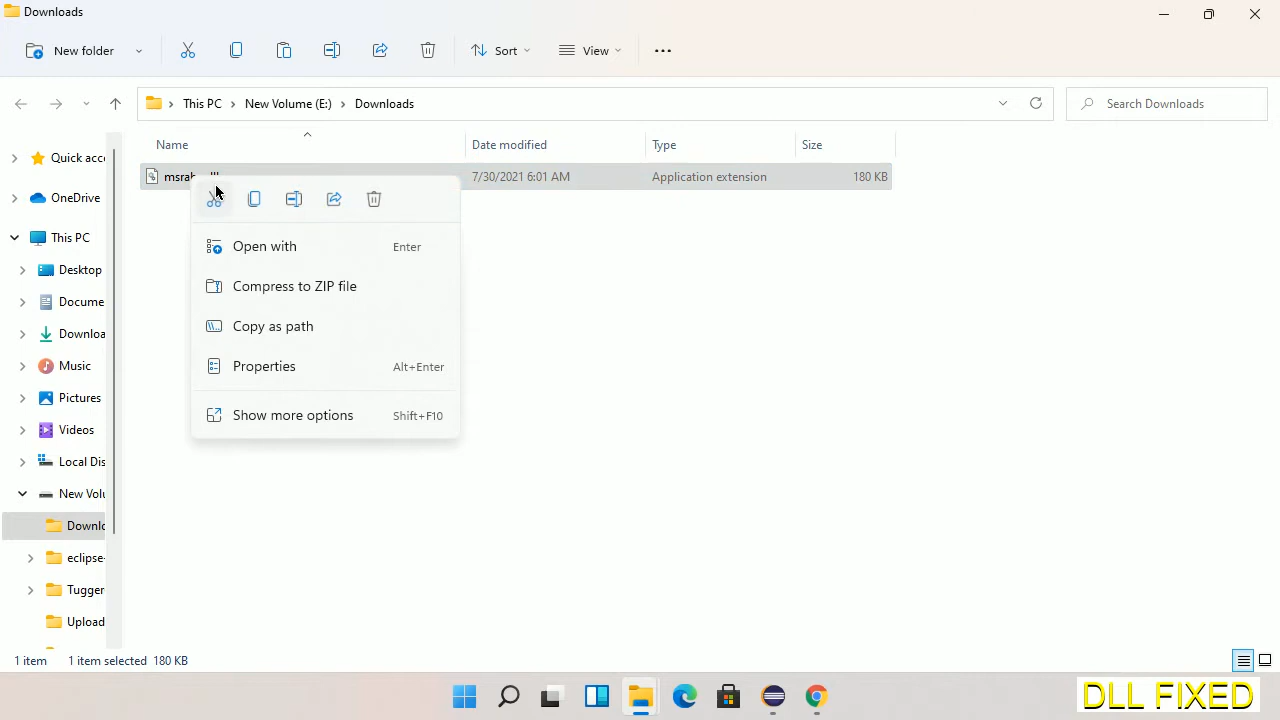 Downloads
New folder
Sort
View
This PC
New Volume (E:)
Downloads
Search Downloads
Name
Date modified
Type
Size
7/30/2021 6:01 AM
Application extension
180 KB
Quick acc
OneDrive
This PC
Desktop
Docume
Downloa
Music
Pictures
Videos
Local Dis
New Volu
Downlo
eclipse-
Tugger
Upload
Open with Enter
Compress to ZIP file
Copy as path
Properties Alt+Enter
Show more options Shift+F10
1 item 1 item selected 180 KB
DLL FIXED